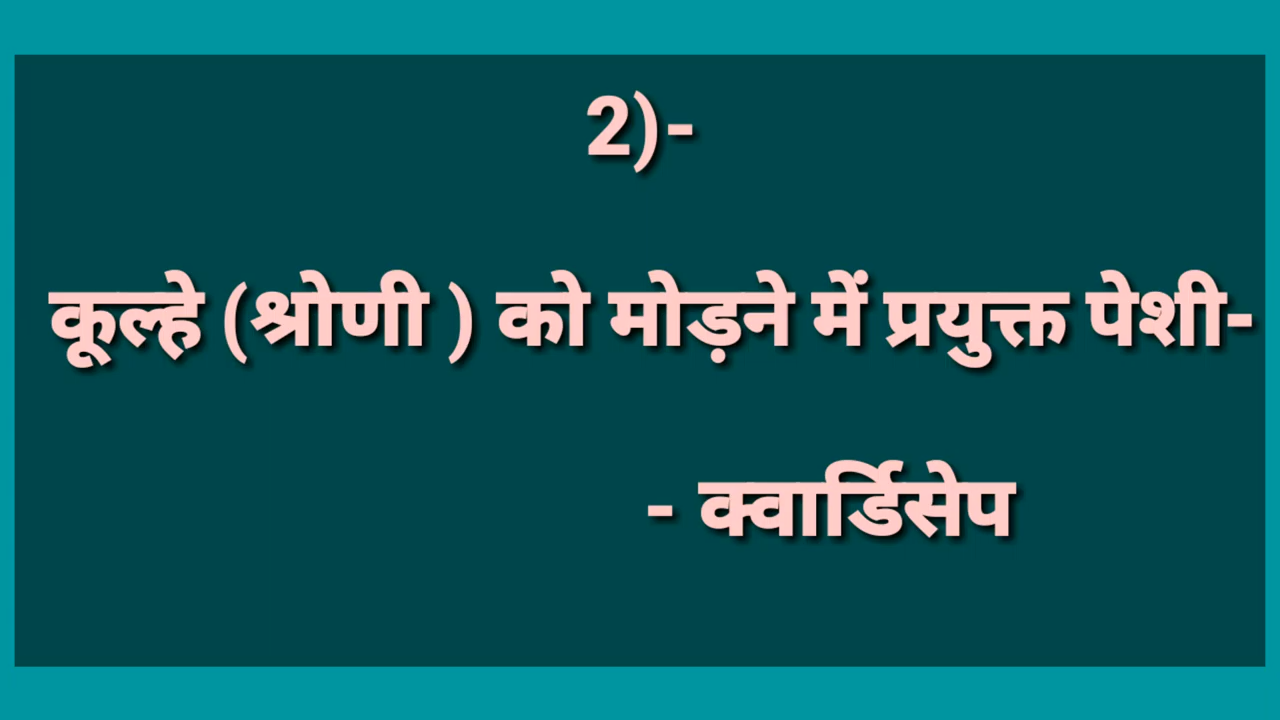 2)-
कूल्हे (श्रोणी ) को मोड़ने में प्रयुक्त पेशी-
- क्वार्डिसेप